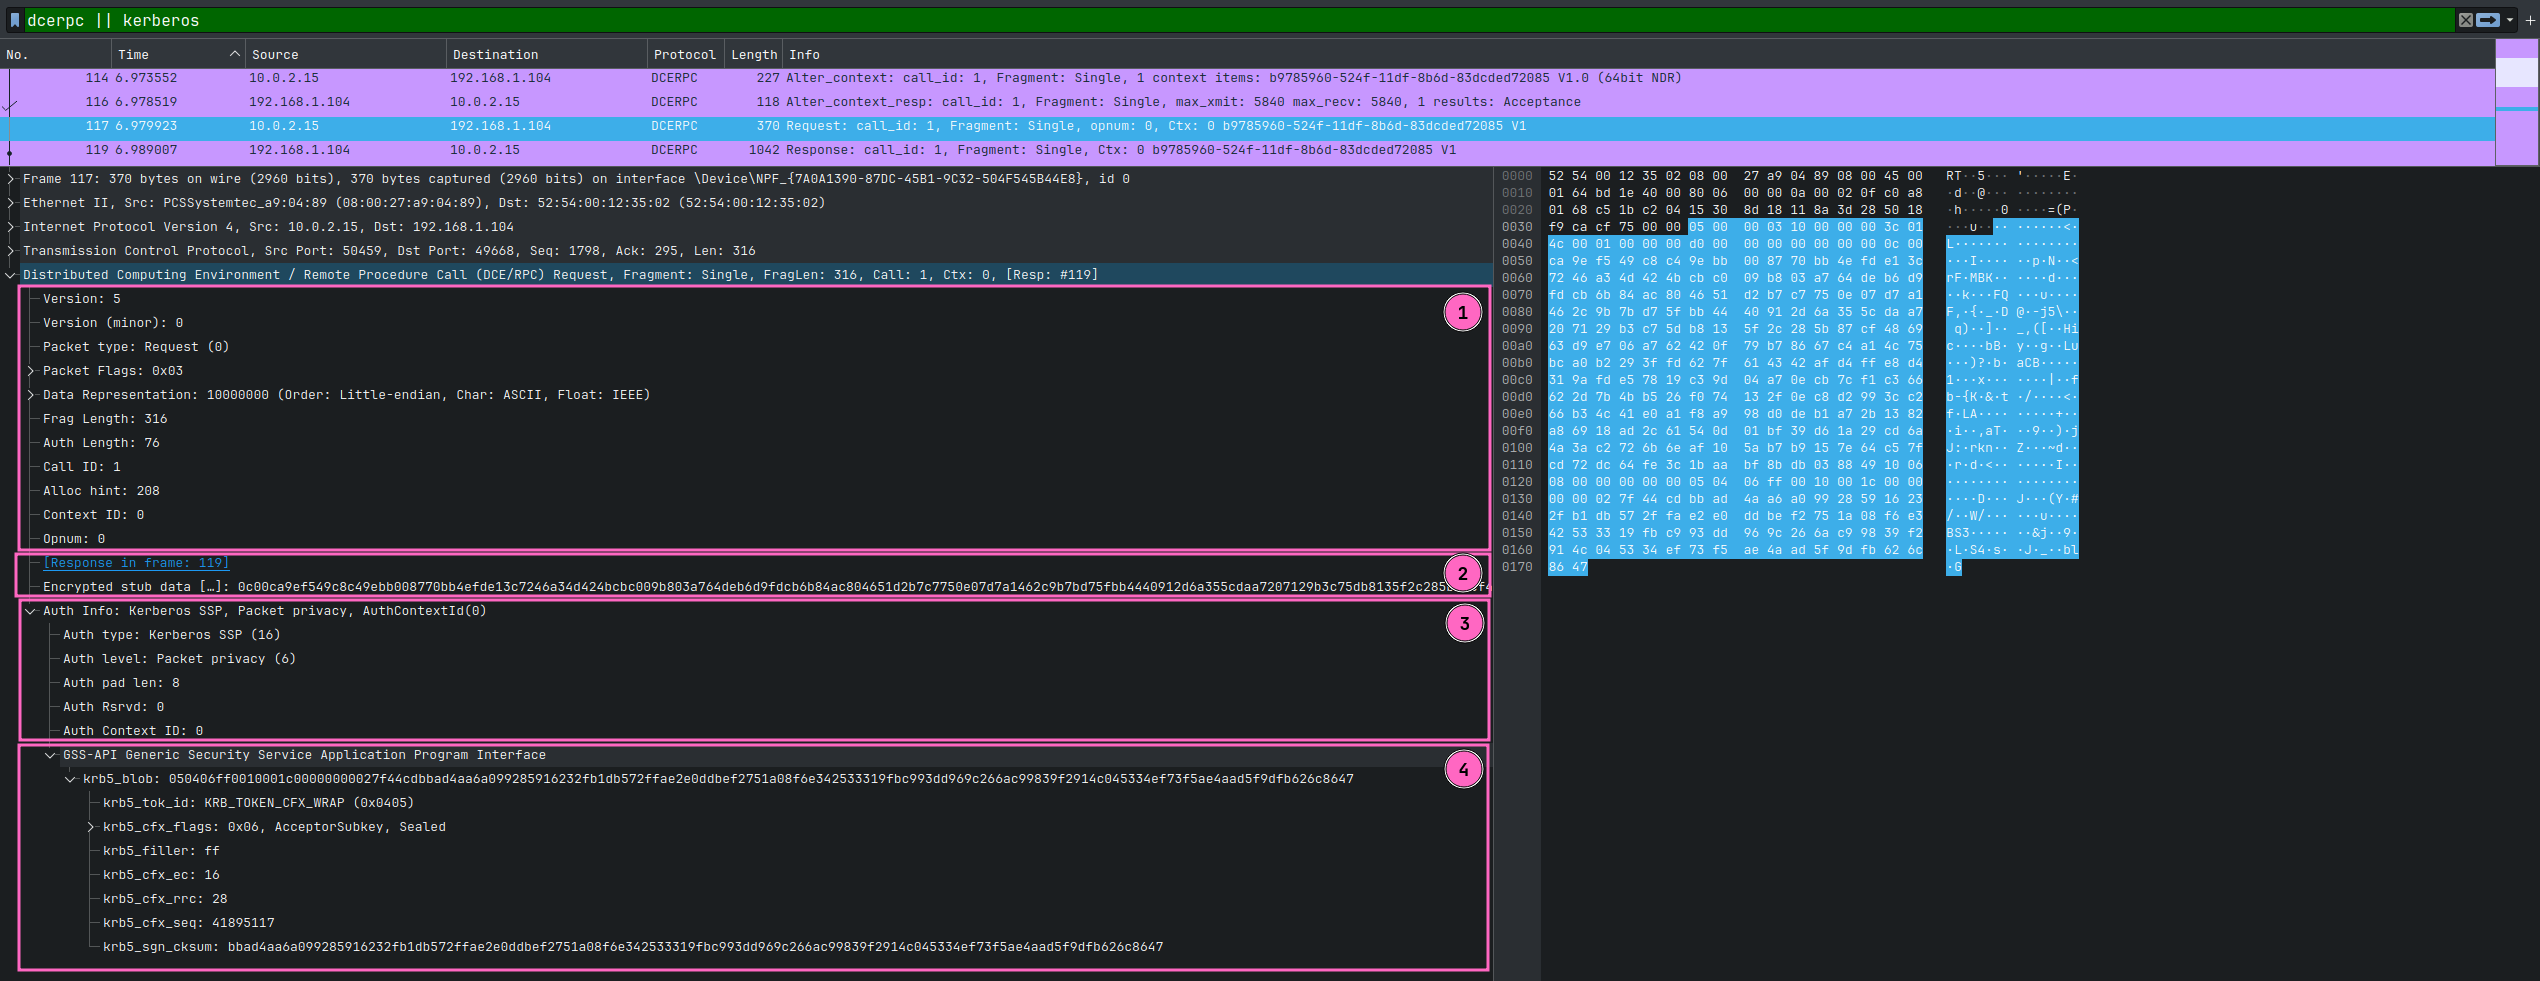 dcerpc || kerberos
No. Time Source Destination Protocol Length Info
114 6.973552 10.0.2.15 192.168.1.104 DCERPC 227 Alter_context: call_id: 1, Fragment: Single, 1 context items: b9785960-524f-11df-8b6d-83dcded72085 V1.0 (64bit NDR)
116 6.978519 192.168.1.104 10.0.2.15 DCERPC 118 Alter_context_resp: call_id: 1, Fragment: Single, max_xmit: 5840 max_recv: 5840, 1 results: Acceptance
117 6.979923 10.0.2.15 192.168.1.104 DCERPC 370 Request: call_id: 1, Fragment: Single, opnum: 0, Ctx: 0 b9785960-524f-11df-8b6d-83dcded72085 V1
119 6.989007 192.168.1.104 10.0.2.15 DCERPC 1042 Response: call_id: 1, Fragment: Single, Ctx: 0 b9785960-524f-11df-8b6d-83dcded72085 V1
Frame 117: 370 bytes on wire (2960 bits), 370 bytes captured (2960 bits) on interface \Device\NPF_{7A0A1390-87DC-45B1-9C32-504F545B44E8}, id 0
Ethernet II, Src: PCSSystemtec_a9:04:89 (08:00:27:a9:04:89), Dst: 52:54:00:12:35:02 (52:54:00:12:35:02)
Internet Protocol Version 4, Src: 10.0.2.15, Dst: 192.168.1.104
Transmission Control Protocol, Src Port: 50459, Dst Port: 49668, Seq: 1798, Ack: 295, Len: 316
Distributed Computing Environment / Remote Procedure Call (DCE/RPC) Request, Fragment: Single, FragLen: 316, Call: 1, Ctx: 0, [Resp: #119]
Version: 5
1
Version (minor): 0
Packet type: Request (0)
Packet Flags: 0x03
Data Representation: 10000000 (Order: Little-endian, Char: ASCII, Float: IEEE)
Frag Length: 316
Auth Length: 76
Call ID: 1
Alloc hint: 208
Context ID: 0
Opnum: 0
[Response in frame: 119]
2
Encrypted stub data […]: 0c00ca9ef549c8c49ebb008770bb4efde13c7246a34d424bcbc009b803a764deb6d9fdcb6b84ac804651d2b7c7750e07d7a1462c9b7bd75fbb4440912d6a355cdaa7207129b3c75db8135f2c285
Auth Info: Kerberos SSP, Packet privacy, AuthContextId(0)
3
Auth type: Kerberos SSP (16)
Auth level: Packet privacy (6)
Auth pad len: 8
Auth Rsrvd: 0
Auth Context ID: 0
GSS-API Generic Security Service Application Program Interface
4
krb5_blob: 050406ff0010001c00000000027f44cdbbad4aa6a099285916232fb1db572ffae2e0ddbef2751a08f6e342533319fbc993dd969c266ac99839f2914c045334ef73f5ae4aad5f9dfb626c8647
krb5_tok_id: KRB_TOKEN_CFX_WRAP (0x0405)
krb5_cfx_flags: 0x06, AcceptorSubkey, Sealed
krb5_filler: ff
krb5_cfx_ec: 16
krb5_cfx_rrc: 28
krb5_cfx_seq: 41895117
krb5_sgn_cksum: bbad4aa6a099285916232fb1db572ffae2e0ddbef2751a08f6e342533319fbc993dd969c266ac99839f2914c045334ef73f5ae4aad5f9dfb626c8647
0000 52 54 00 12 35 02 08 00 27 a9 04 89 08 00 45 00 RT··5···'·····E·
0010 01 64 bd 1e 40 00 80 06 00 00 0a 00 02 0f c0 a8 ·d··@···········
0020 01 68 c5 1b c2 04 15 30 8d 18 11 8a 3d 28 50 18 ·h·····0····=(P·
0030 f9 ca cf 75 00 00 05 00 00 03 10 00 00 00 3c 01 ···u··········<·
0040 4c 00 01 00 00 00 d0 00 00 00 00 00 00 00 0c 00 L···············
0050 ca 9e f5 49 c8 c4 9e bb 00 87 70 bb 4e fd e1 3c ···I······p·N··<
0060 72 46 a3 4d 42 4b cb c0 09 b8 03 a7 64 de b6 d9 rF·MBK······d···
0070 fd cb 6b 84 ac 80 46 51 d2 b7 c7 75 0e 07 d7 a1 ··k···FQ···u····
0080 46 2c 9b 7b d7 5f bb 44 40 91 2d 6a 35 5c da a7 F,·{·_·D@·-j5\··
0090 20 71 29 b3 c7 5d b8 13 5f 2c 28 5b 87 cf 48 69 q)··]··_,([··Hi
00a0 63 d9 e7 06 a7 62 42 0f 79 b7 86 67 c4 a1 4c 75 c····bB·y··g··Lu
00b0 bc a0 b2 29 3f fd 62 7f 61 43 42 af d4 ff e8 d4 ···)?·b·aCB·····
00c0 31 9a fd e5 78 19 c3 9d 04 a7 0e cb 7c f1 c3 66 1···x·······|··f
00d0 62 2d 7b 4b b5 26 f0 74 13 2f 0e c8 d2 99 3c c2 b-{K·&·t·/····<·
00e0 66 b3 4c 41 e0 a1 f8 a9 98 d0 de b1 a7 2b 13 82 f·LA·········+··
00f0 a8 69 18 ad 2c 61 54 0d 01 bf 39 d6 1a 29 cd 6a ·i··,aT···9··)·j
0100 4a 3a c2 72 6b 6e af 10 5a b7 b9 15 7e 64 c5 7f J:·rkn··Z···~d··
0110 cd 72 dc 64 fe 3c 1b aa bf 8b db 03 88 49 10 06 ·r·d·<·······I··
0120 08 00 00 00 00 00 05 04 06 ff 00 10 00 1c 00 00 ················
0130 00 00 02 7f 44 cd bb ad 4a a6 a0 99 28 59 16 23 ····D···J···(Y·#
0140 2f b1 db 57 2f fa e2 e0 dd be f2 75 1a 08 f6 e3 /··W/······u····
0150 42 53 33 19 fb c9 93 dd 96 9c 26 6a c9 98 39 f2 BS3·······&j··9·
0160 91 4c 04 53 34 ef 73 f5 ae 4a ad 5f 9d fb 62 6c ·L·S4·s··J·_··bl
0170 86 47 ·G